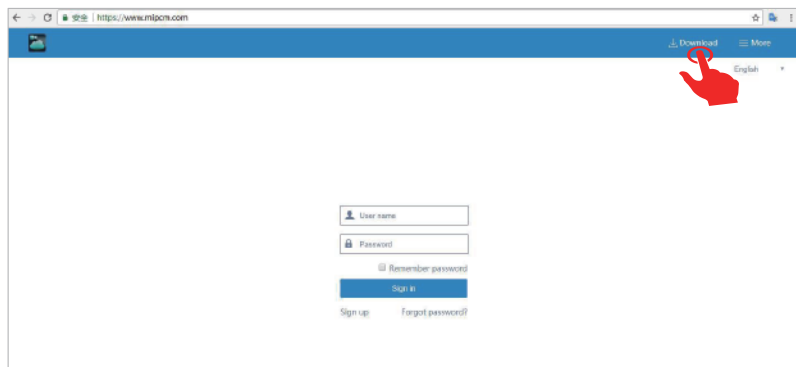 安全 | https://www.mipcm.com
Download More
English
User name
Password
Remember password
Sign in
Sign up Forgot password?